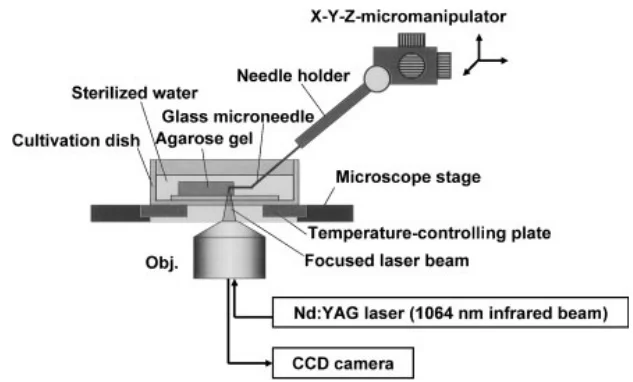 X-Y-Z-micromanipulator
Needle holder
Sterilized water
Glass microneedle
Cultivation dish
Agarose gel
Microscope stage
Temperature-controlling plate
Obj.
Focused laser beam
Nd:YAG laser (1064 nm infrared beam)
CCD camera